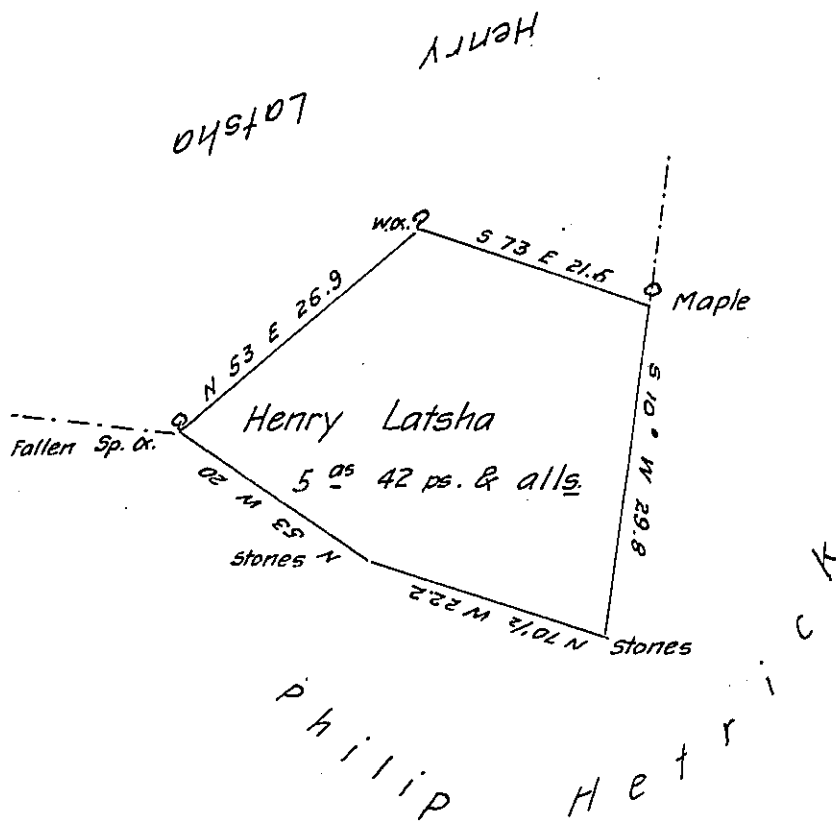 Henry
Latsha
W.O.
S 73 E 21.6
Maple
N 53 E 26.9
S 10° W 29.8
Henry Latsha
5 as 42 ps. & alls.
Fallen Sp. O.
N 53 W 20
Stones
N 70½ W 22.2
Stones
Philip Hetrick